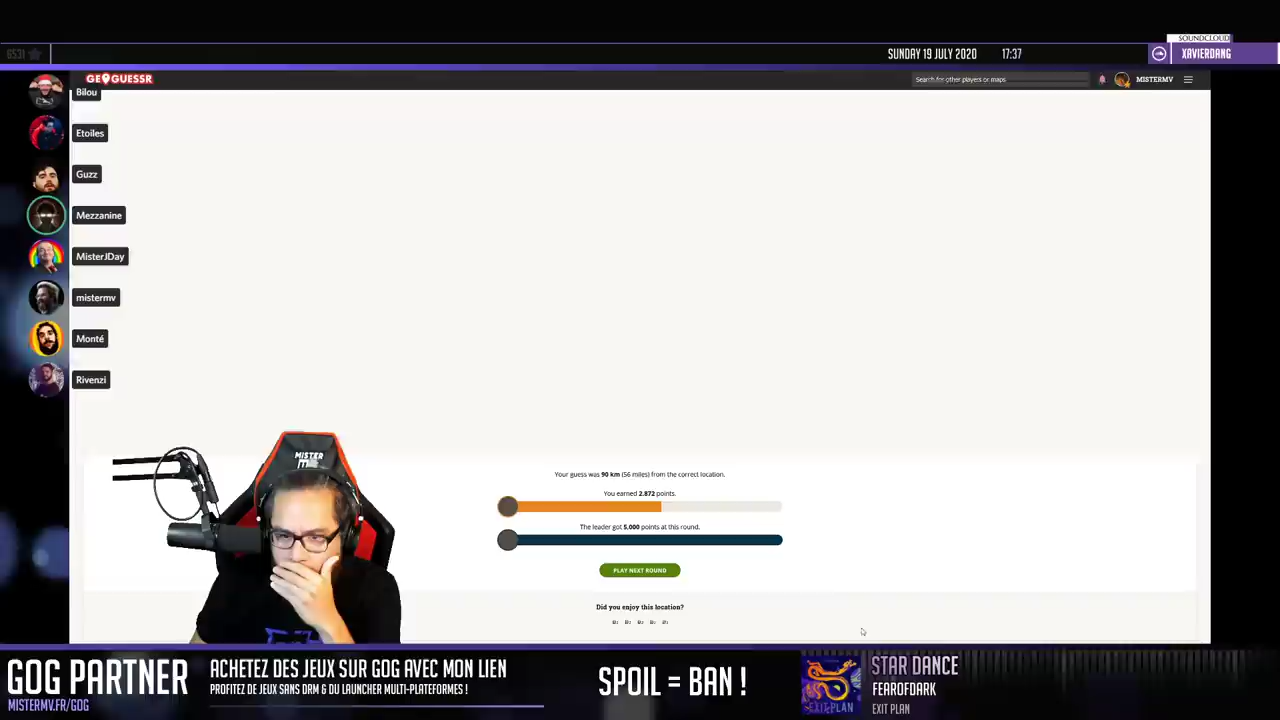 SOUNDCLOUD
6531
SUNDAY 19 JULY 2020
17:37
XAVIERDANG
GEOGUESSR
Search for other players or maps
MISTERMV
Bilou
Etoiles
Guzz
Mezzanine
MisterJDay
mistermv
Monté
Rivenzi
MISTER
Your guess was 90 km (56 miles) from the correct location.
You earned 2,872 points.
The leader got 5,000 points at this round.
PLAY NEXT ROUND
Did you enjoy this location?
GOG PARTNER
MISTERMV.FR/GOG
ACHETEZ DES JEUX SUR GOG AVEC MON LIEN
PROFITEZ DE JEUX SANS DRM & DU LAUNCHER MULTI-PLATEFORMES !
SPOIL = BAN !
EXIT PLAN
STAR DANCE
FEAROFDARK
EXIT PLAN